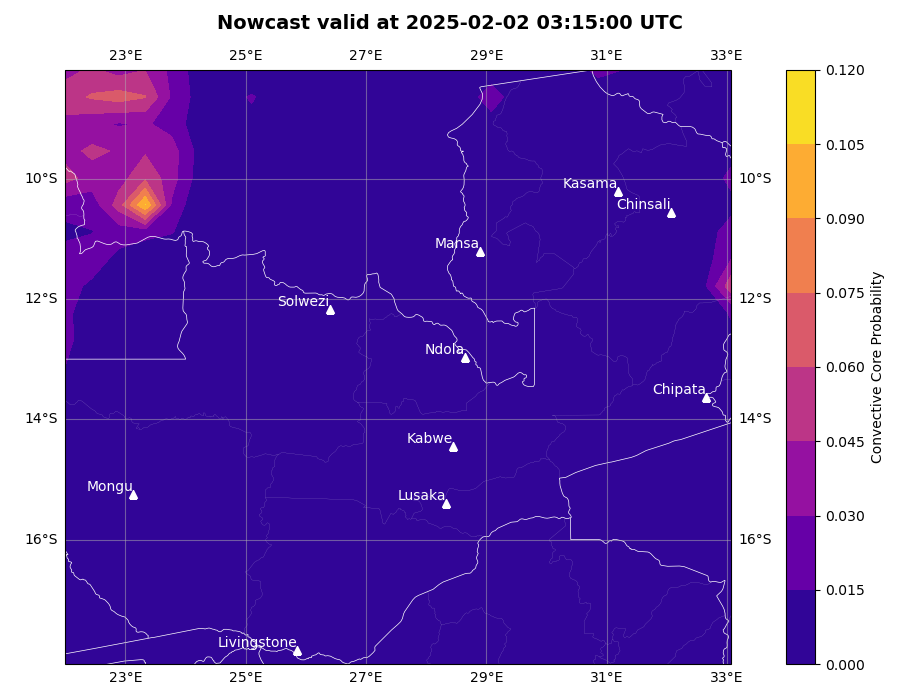 Nowcast valid at 2025-02-02 03:15:00 UTC
23°E 25°E 27°E 29°E 31°E 33°E
0.120
0.105
10°S Kasama 10°S
Chinsali
0.090
Mansa
0.075
12°S Solwezi 12°S
Ndola
0.060
Convective Core Probability
Chipata
14°S 14°S
0.045
Kabwe
Mongu
Lusaka
0.030
16°S 16°S
0.015
Livingstone
0.000
23°E 25°E 27°E 29°E 31°E 33°E